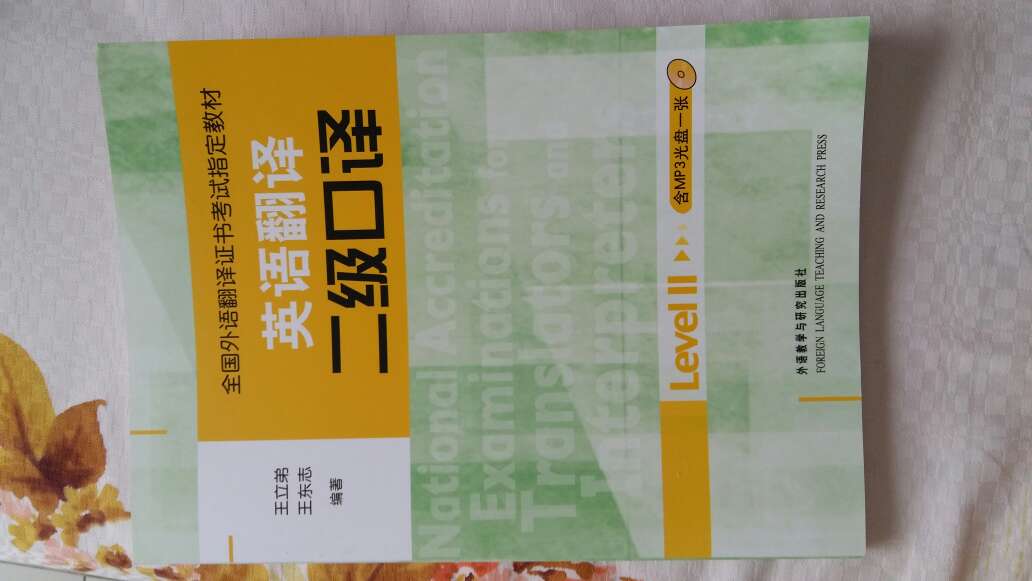 全国外语翻译证书考试指定教材
英语翻译
二级口译
王立弟
王东志
编著
National Accreditation
Examinations for
Translators and
Interpreters
Level II
含MP3光盘一张
外语教学与研究出版社
FOREIGN LANGUAGE TEACHING AND RESEARCH PRESS